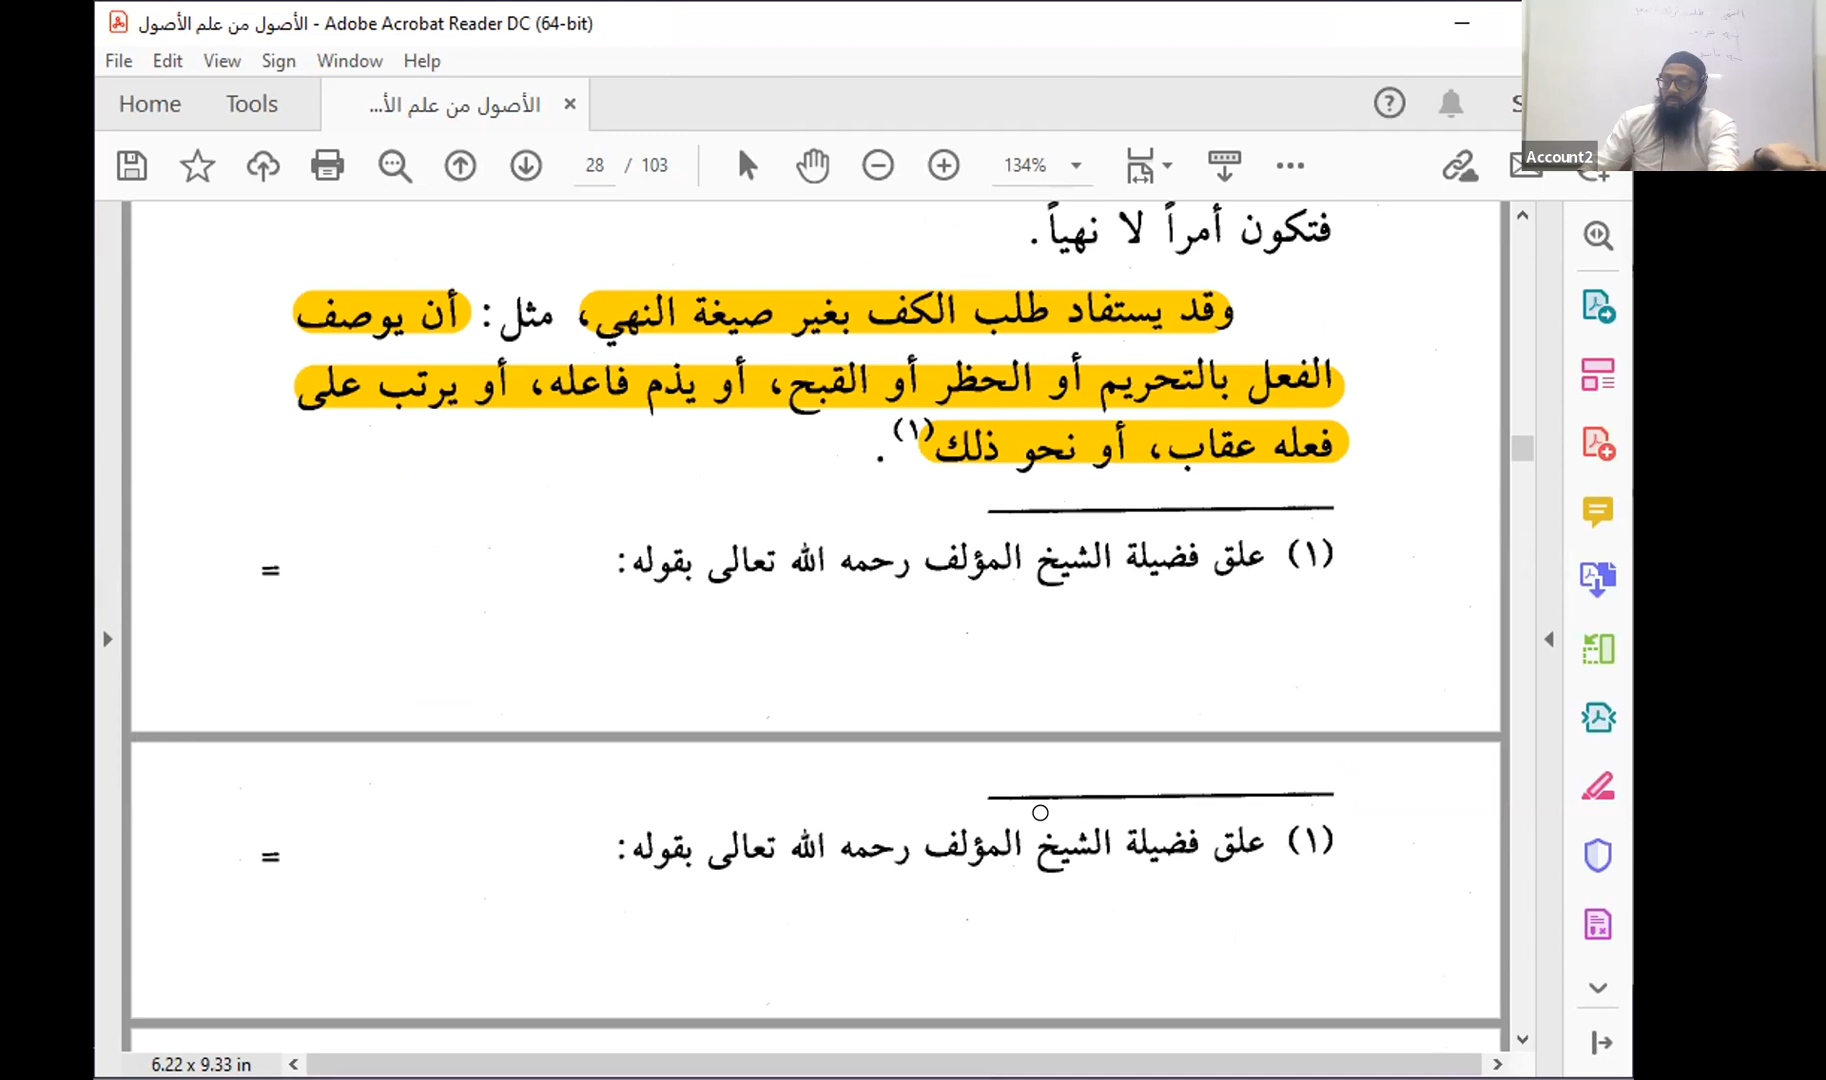 الأصول من علم الأصول - Adobe Acrobat Reader DC (64-bit)
File Edit View Sign Window Help
Home Tools الأصول من علم الأ...
28 / 103 134%
Account2
فتكون أمراً لا نهياً.
وقد يستفاد طلب الكف بغير صيغة النهي، مثل: أن يوصف
الفعل بالتحريم أو الحظر أو القبح، أو يذم فاعله، أو يرتب على
فعله عقاب، أو نحو ذلك(١).
(١) علق فضيلة الشيخ المؤلف رحمه الله تعالى بقوله: =
(١) علق فضيلة الشيخ المؤلف رحمه الله تعالى بقوله: =
6.22 x 9.33 in